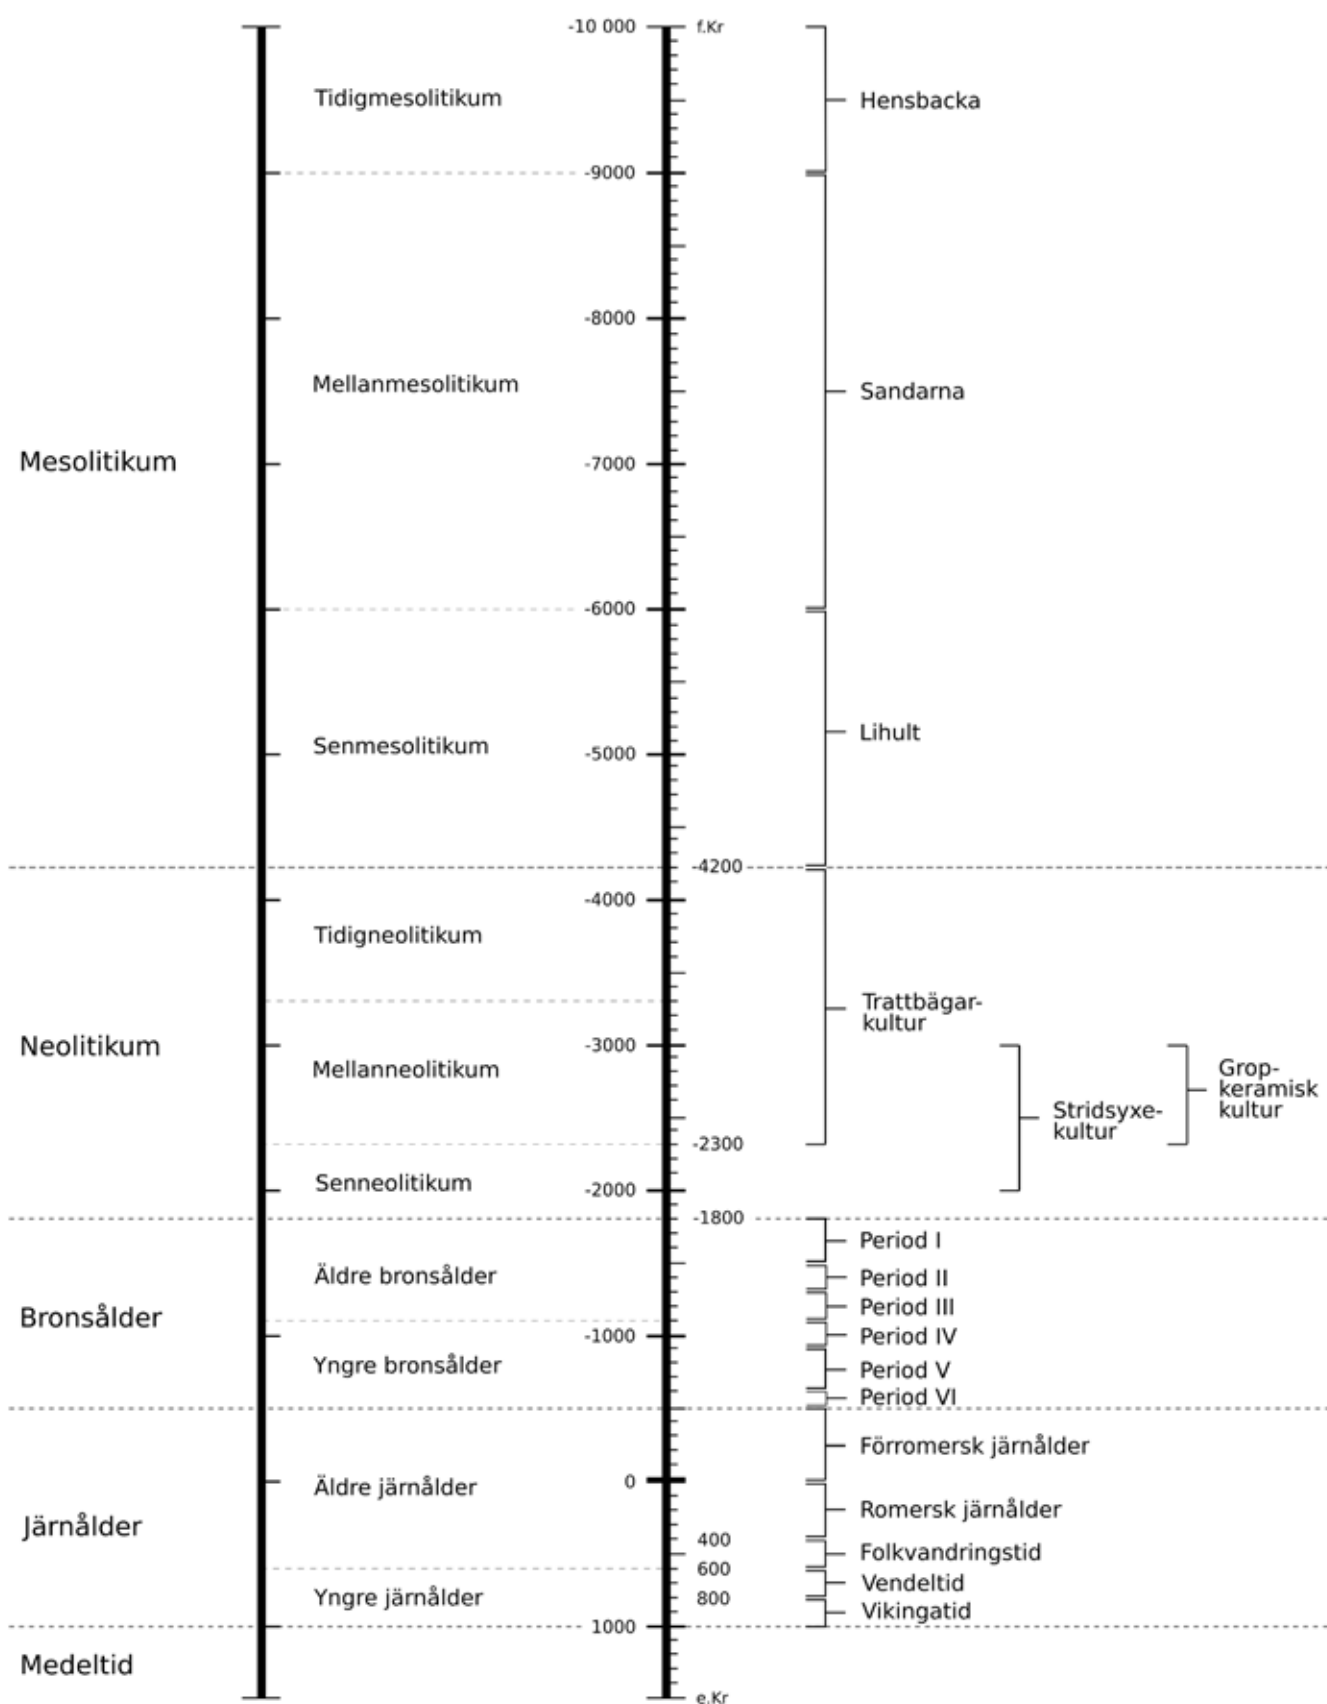 -10 000
f.Kr
Tidigmesolitikum
Hensbacka
-9000
-8000
Mellanmesolitikum
Sandarna
Mesolitikum
-7000
-6000
Lihult
Senmesolitikum
-5000
-4200
-4000
Tidigneolitikum
Trattbägar-
kultur
Neolitikum
-3000
Mellanneolitikum
Grop-
keramisk
kultur
Stridsyxe-
kultur
-2300
Senneolitikum
-2000
-1800
Period I
Äldre bronsålder
Period II
Period III
Bronsålder
-1000
Period IV
Yngre bronsålder
Period V
Period VI
Förromersk järnålder
0
Äldre järnålder
Romersk järnålder
Järnålder
400
Folkvandringstid
600
Vendeltid
Yngre järnålder
800
Vikingatid
1000
Medeltid
e.Kr